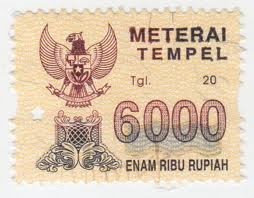 METERAI
TEMPEL
Tgl. 20
6000
ENAM RIBU RUPIAH